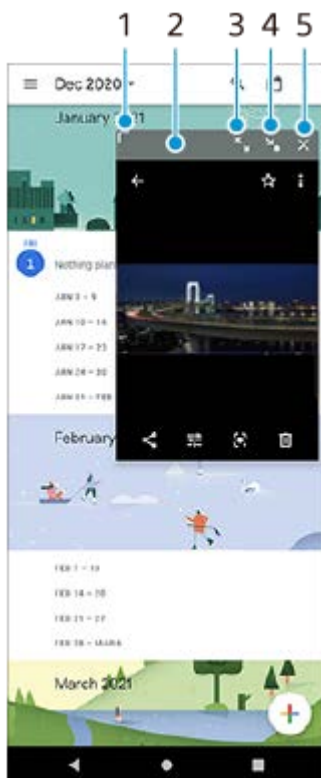 1 2 3 4 5
Dec 2020
January 2021
FRI
1 Nothing plan
JAN 3 – 9
JAN 10 – 16
JAN 17 – 23
JAN 24 – 30
JAN 31 – FEB
February
FEB 7 – 13
FEB 14 – 20
FEB 21 – 27
FEB 28 – MAR 6
March 2021